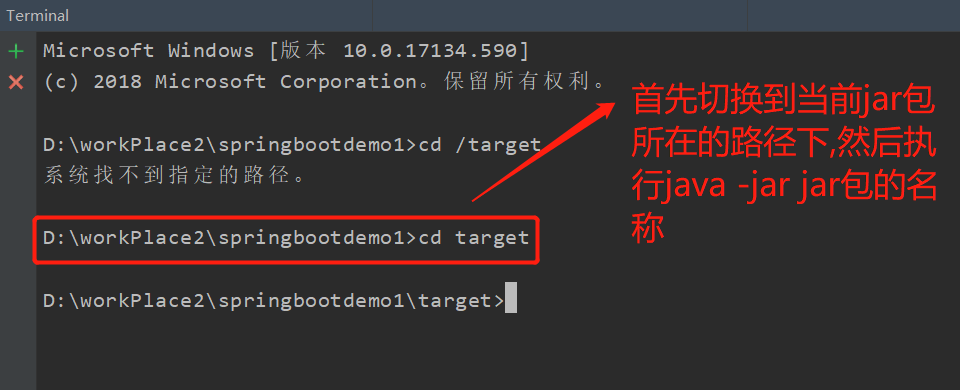 Terminal
Microsoft Windows [版本 10.0.17134.590]
(c) 2018 Microsoft Corporation。保留所有权利。
D:\workPlace2\springbootdemo1>cd /target
系统找不到指定的路径。
D:\workPlace2\springbootdemo1>cd target
D:\workPlace2\springbootdemo1\target>
首先切换到当前jar包
所在的路径下,然后执
行java -jar jar包的名
称